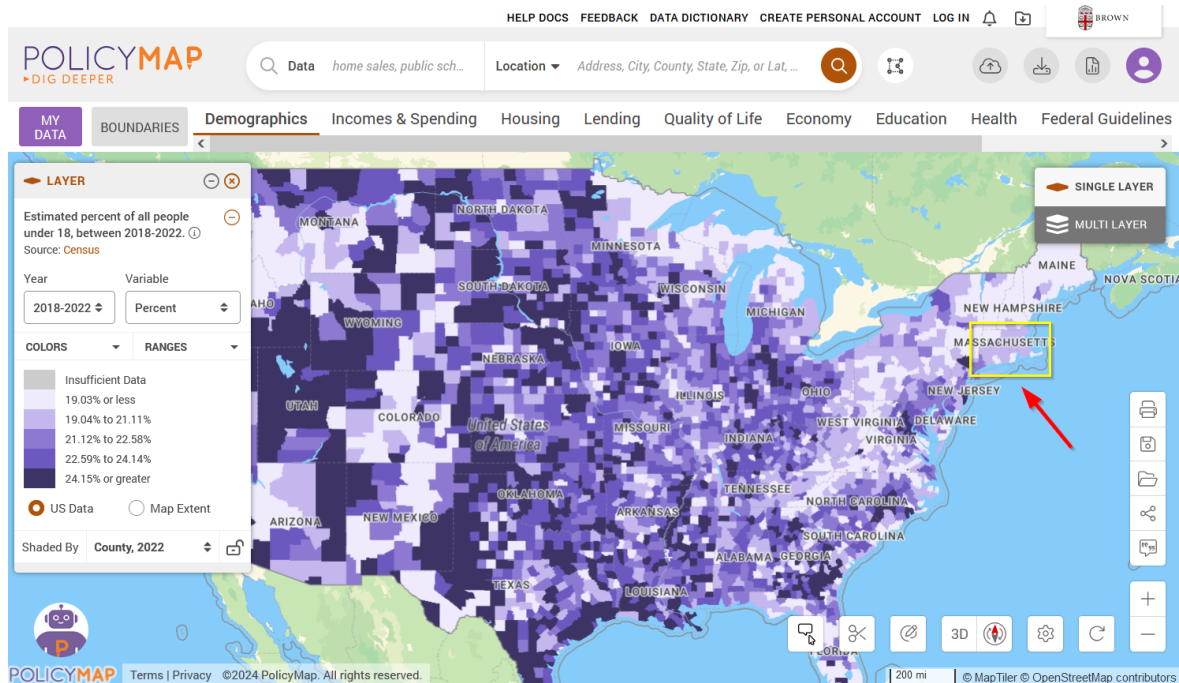 HELP DOCS FEEDBACK DATA DICTIONARY CREATE PERSONAL ACCOUNT LOG IN BROWN
POLICYMAP
▸DIG DEEPER
Data home sales, public sch... Location Address, City, County, State, Zip, or Lat, ...
MY DATA
BOUNDARIES Demographics Incomes & Spending Housing Lending Quality of Life Economy Education Health Federal Guidelines
LAYER
Estimated percent of all people
under 18, between 2018-2022.
Source: Census
Year Variable
2018-2022 Percent
COLORS RANGES
Insufficient Data
19.03% or less
19.04% to 21.11%
21.12% to 22.58%
22.59% to 24.14%
24.15% or greater
US Data Map Extent
Shaded By County, 2022
SINGLE LAYER
MULTI LAYER
MONTANA
NORTH DAKOTA
MINNESOTA
MAINE
NOVA SCOTIA
SOUTH DAKOTA
WISCONSIN
AHO
WYOMING
MICHIGAN
NEW HAMPSHIRE
MASSACHUSETTS
IOWA
NEBRASKA
UTAH
COLORADO
United States
of America
ILLINOIS
OHIO
NEW JERSEY
MISSOURI
INDIANA
WEST VIRGINIA
DELAWARE
VIRGINIA
OKLAHOMA
TENNESSEE
NORTH CAROLINA
ARIZONA
NEW MEXICO
ARKANSAS
SOUTH CAROLINA
ALABAMA
GEORGIA
TEXAS
LOUISIANA
FLORIDA
3D
P
POLICYMAP
Terms | Privacy ©2024 PolicyMap. All rights reserved.
200 mi
© MapTiler © OpenStreetMap contributors